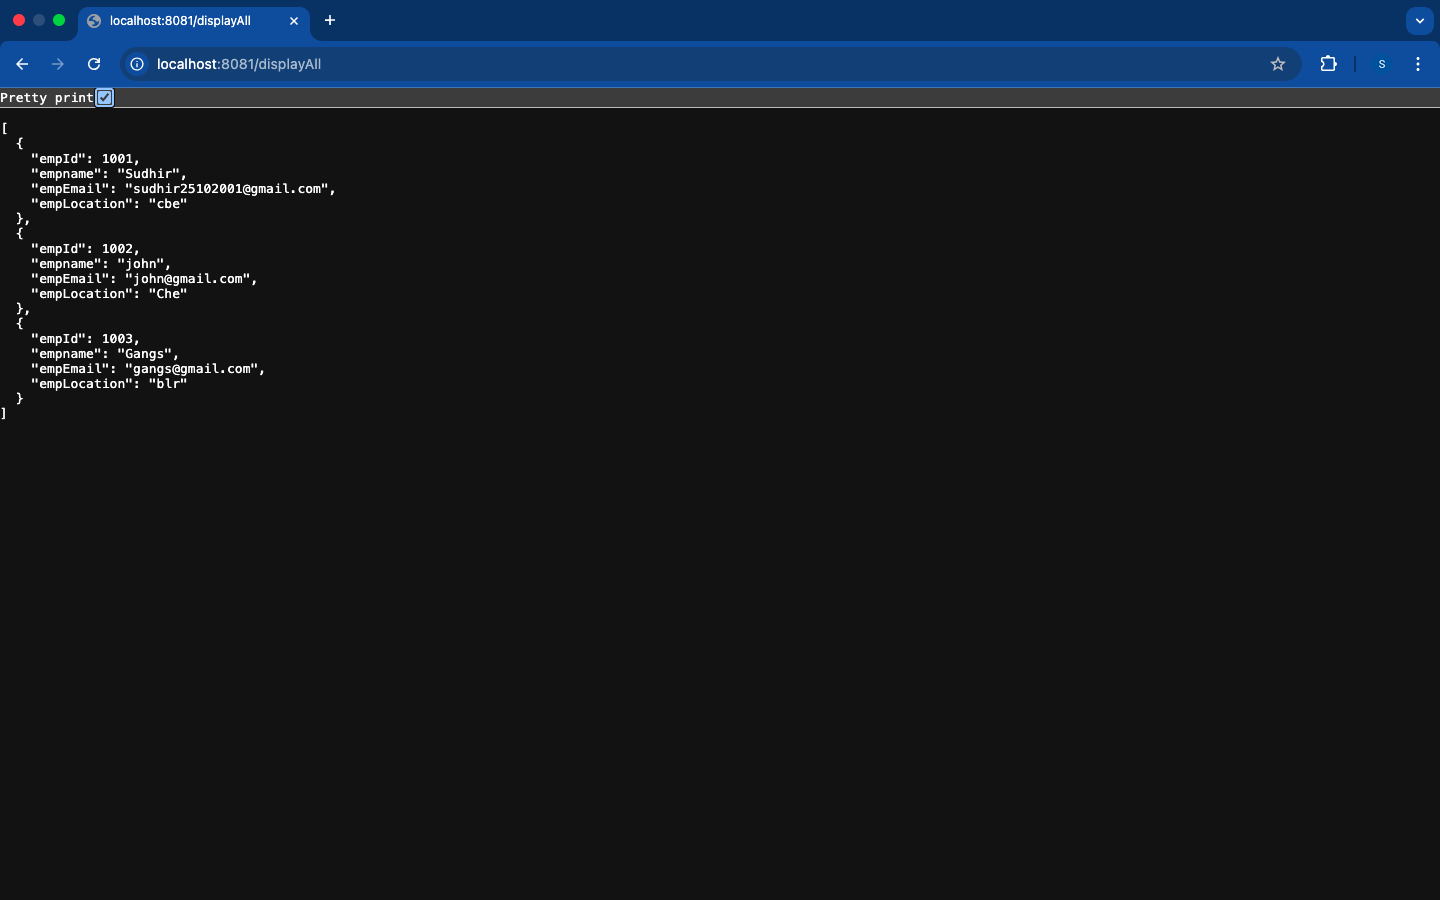 localhost:8081/displayAll
localhost:8081/displayAll
S
Pretty print
[
  {
    "empId": 1001,
    "empname": "Sudhir",
    "empEmail": "sudhir25102001@gmail.com",
    "empLocation": "cbe"
  },
  {
    "empId": 1002,
    "empname": "john",
    "empEmail": "john@gmail.com",
    "empLocation": "Che"
  },
  {
    "empId": 1003,
    "empname": "Gangs",
    "empEmail": "gangs@gmail.com",
    "empLocation": "blr"
  }
]